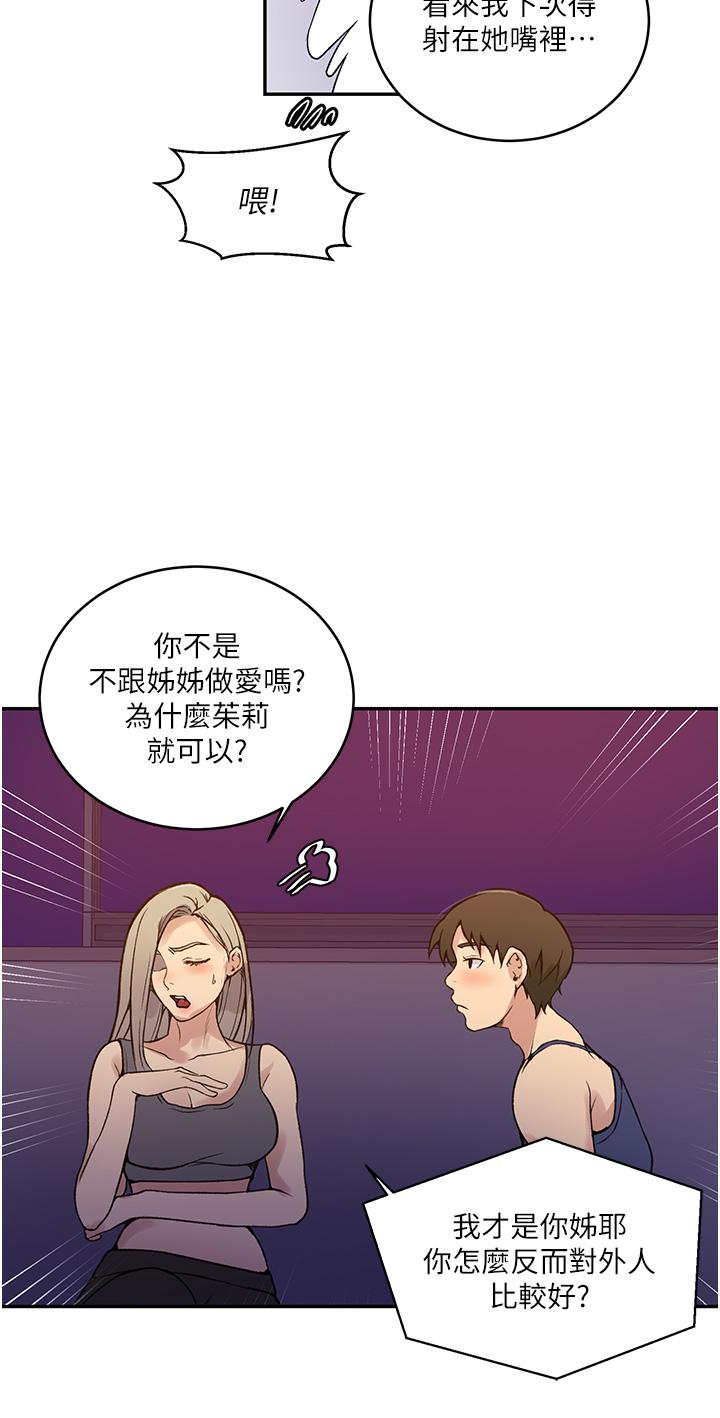 看來我下次得
射在她嘴裡…
喂!
你不是
不跟姊姊做愛嗎?
為什麼茱莉
就可以?
我才是你姊耶
你怎麼反而對外人
比較好?